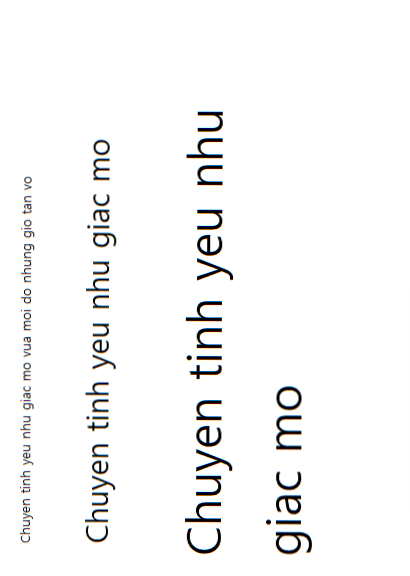 Chuyen tinh yeu nhu giac mo vua moi do nhung gio tan vo
Chuyen tinh yeu nhu giac mo
Chuyen tinh yeu nhu
giac mo